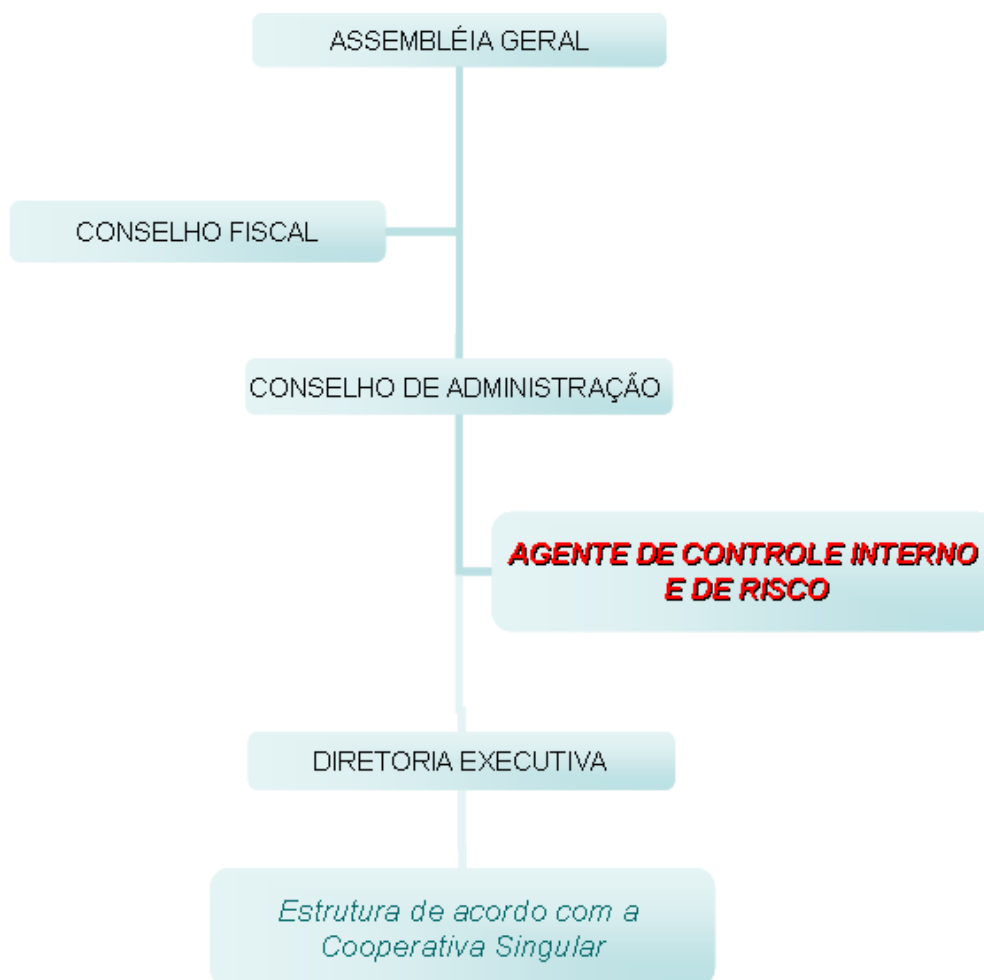 ASSEMBLÉIA GERAL
CONSELHO FISCAL
CONSELHO DE ADMINISTRAÇÃO
AGENTE DE CONTROLE INTERNO
E DE RISCO
DIRETORIA EXECUTIVA
Estrutura de acordo com a
Cooperativa Singular